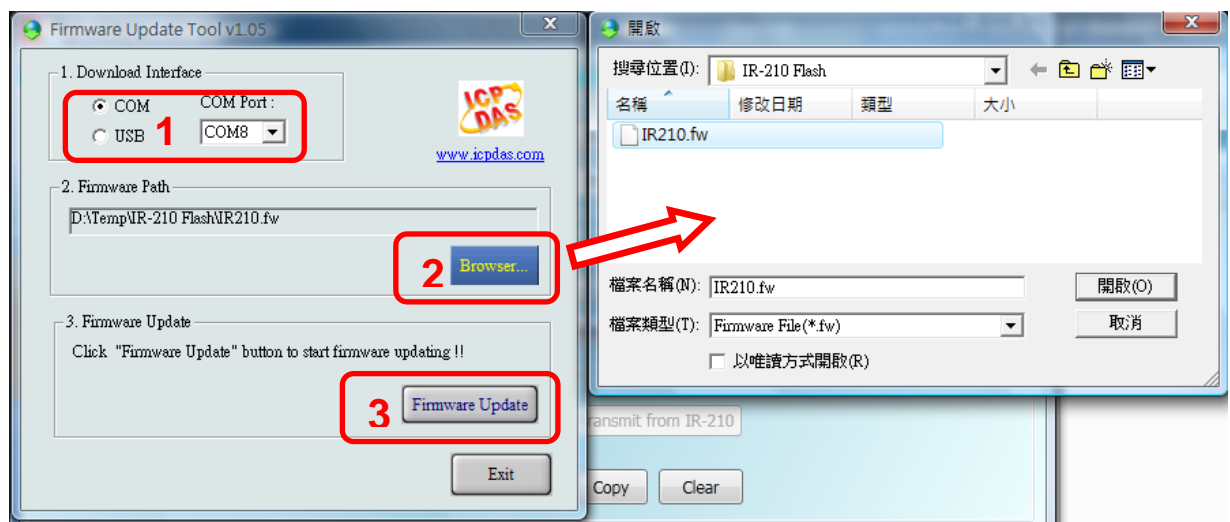 Firmware Update Tool v1.05
X
1. Download Interface
COM
COM Port :
USB
1
COM8
ICP
DAS
www.icpdas.com
2. Firmware Path
D:\Temp\IR-210 Flash\IR210.fw
2
Browser...
3. Firmware Update
Click "Firmware Update" button to start firmware updating !!
3
Firmware Update
Exit
開啟
X
搜尋位置(I):
IR-210 Flash
名稱
修改日期
類型
大小
IR210.fw
檔案名稱(N):
IR210.fw
開啟(O)
檔案類型(T):
Firmware File(*.fw)
取消
以唯讀方式開啟(R)
ransmit from IR-210
Copy
Clear